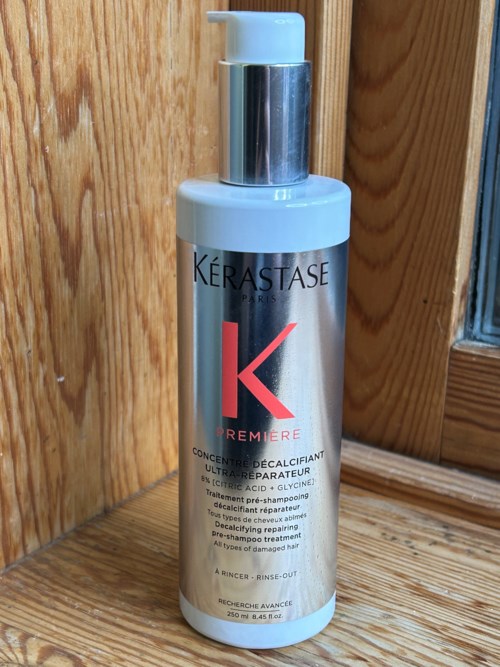 KÉRASTASE
PARIS
K
PREMIÈRE
CONCENTRÉ DÉCALCIFIANT
ULTRA-RÉPARATEUR
6% [CITRIC ACID + GLYCINE]
Traitement pré-shampooing
décalcifiant réparateur
Tous types de cheveux abîmés
Decalcifying repairing
pre-shampoo treatment
All types of damaged hair
À RINCER - RINSE-OUT
RECHERCHE AVANCÉE
250 ml 8.45 fl.oz.